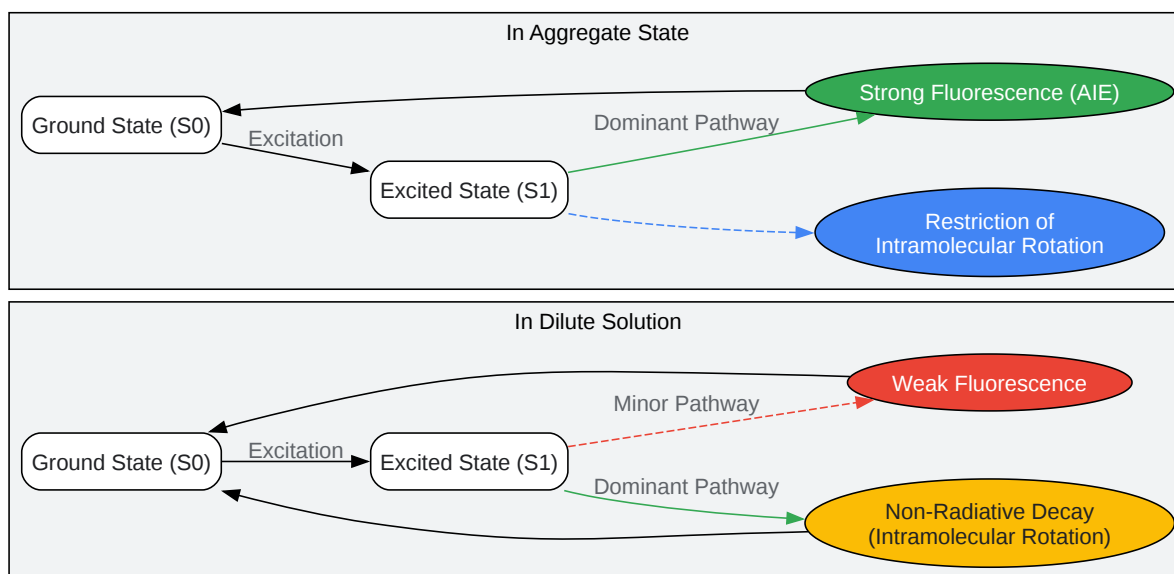 In Aggregate State
Strong Fluorescence (AIE)
Ground State (S0)
Dominant Pathway
Excitation
Excited State (S1)
Restriction of
Intramolecular Rotation
In Dilute Solution
Weak Fluorescence
Minor Pathway
Ground State (S0)
Excitation
Excited State (S1)
Dominant Pathway
Non-Radiative Decay
(Intramolecular Rotation)